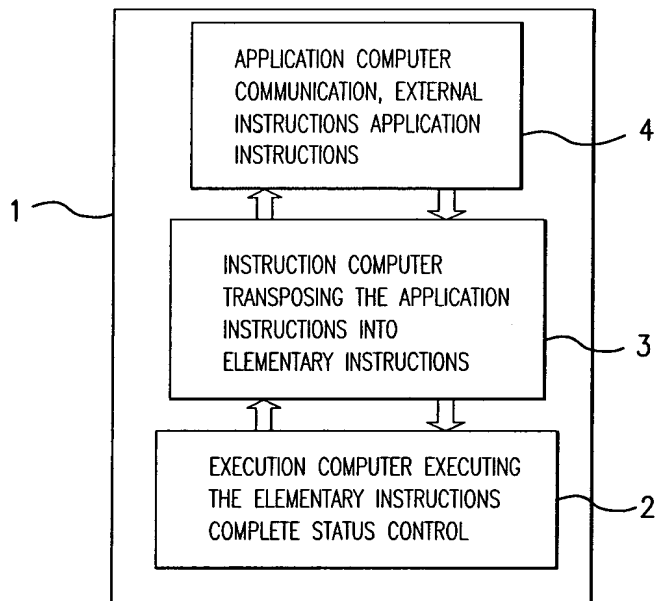 APPLICATION COMPUTER
COMMUNICATION, EXTERNAL
INSTRUCTIONS APPLICATION
INSTRUCTIONS
4
1
INSTRUCTION COMPUTER
TRANSPOSING THE APPLICATION
INSTRUCTIONS INTO
ELEMENTARY INSTRUCTIONS
3
EXECUTION COMPUTER EXECUTING
THE ELEMENTARY INSTRUCTIONS
COMPLETE STATUS CONTROL
2